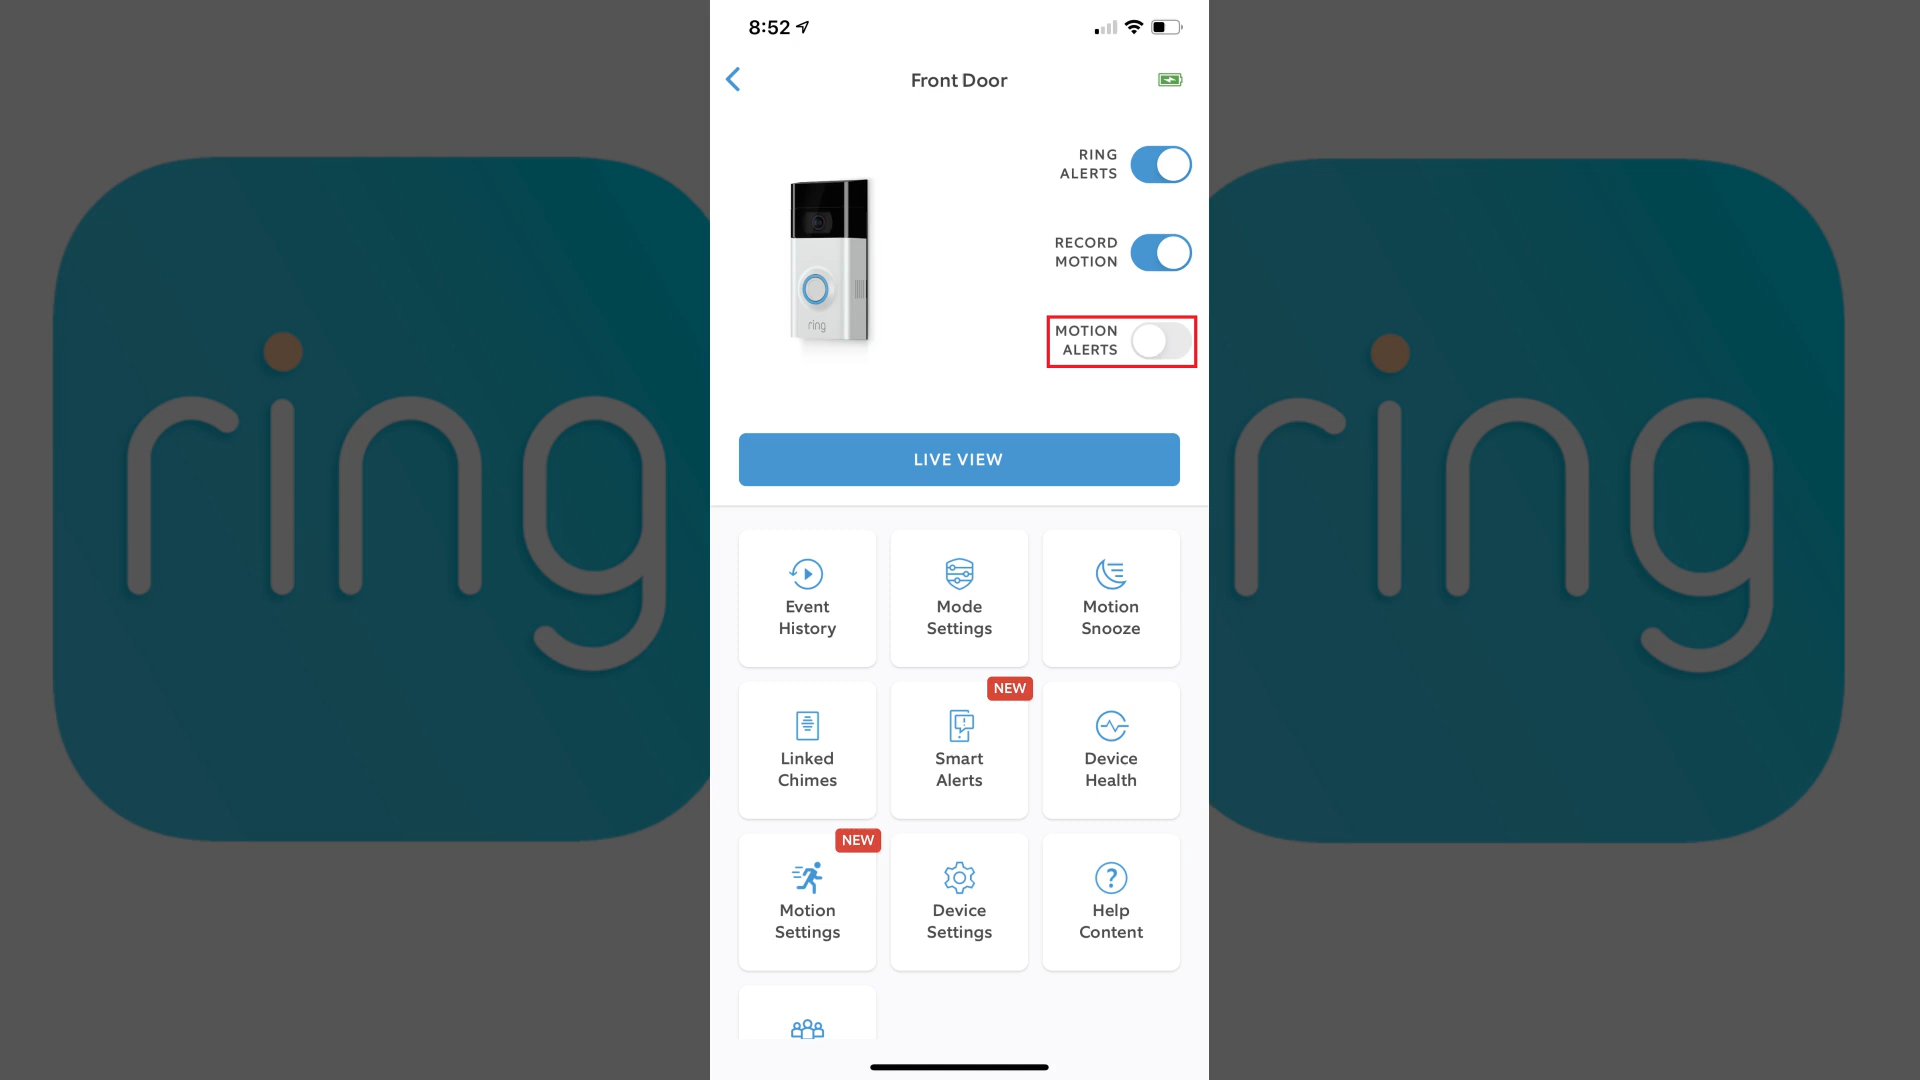 8:52
Front Door
RING
ALERTS
RECORD
MOTION
MOTION
ALERTS
ring
LIVE VIEW
Event
History
Mode
Settings
Motion
Snooze
Linked
Chimes
NEW
Smart
Alerts
Device
Health
NEW
Motion
Settings
Device
Settings
?
Help
Content
ring
ring